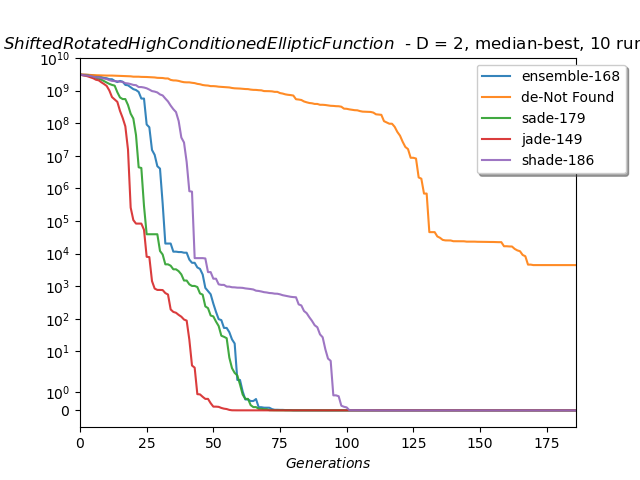 ShiftedRotatedHighConditionedEllipticFunction - D = 2, median-best, 10 run
10^10
10^9
10^8
10^7
10^6
10^5
10^4
10^3
10^2
10^1
10^0
0
ensemble-168
de-Not Found
sade-179
jade-149
shade-186
0 25 50 75 100 125 150 175
Generations